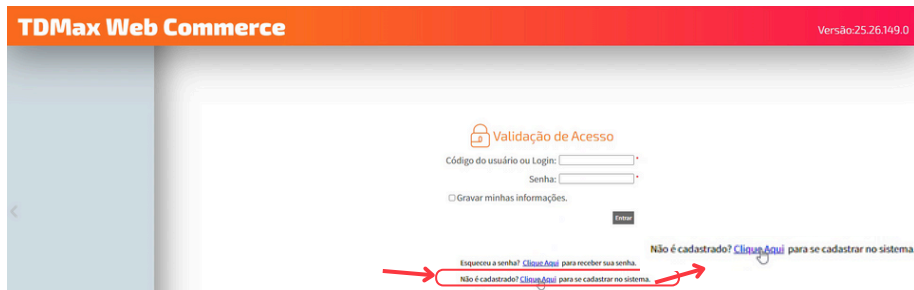 TDMax Web Commerce
Versão:25.26.149.0
Validação de Acesso
Código do usuário ou Login: *
Senha: *
Gravar minhas informações.
Entrar
Não é cadastrado? Clique Aqui para se cadastrar no sistema
Esqueceu a senha? Clique Aqui para receber sua senha.
Não é cadastrado? Clique Aqui para se cadastrar no sistema.